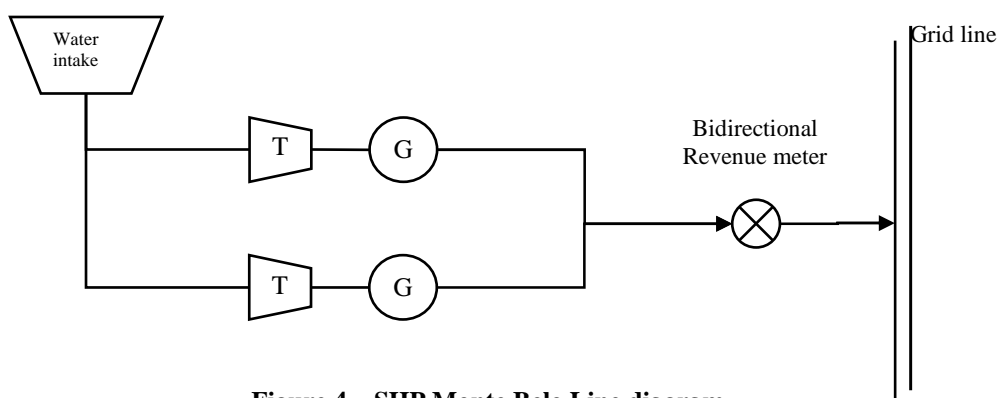 Water
intake
Grid line
Bidirectional
Revenue meter
T
G
T
G
Figure 4 – SHP Monte Belo Line diagram